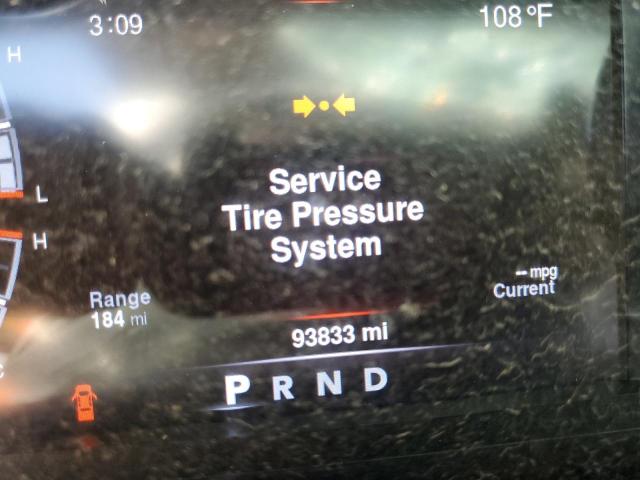 3:09
108°F
H
Service
Tire Pressure
System
L
H
-- mpg
Current
Range
184 mi
93833 mi
C
P R N D